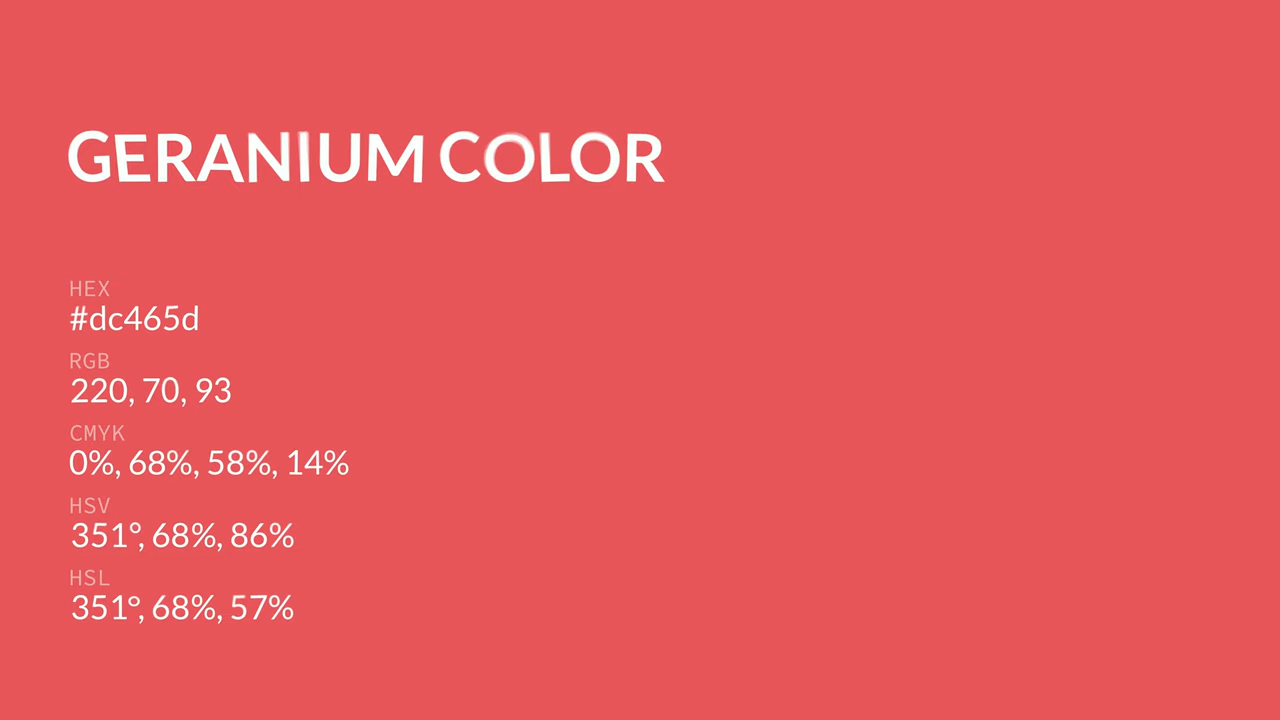 GERANIUM COLOR
HEX
#dc465d
RGB
220, 70, 93
CMYK
0%, 68%, 58%, 14%
HSV
351°, 68%, 86%
HSL
351°, 68%, 57%